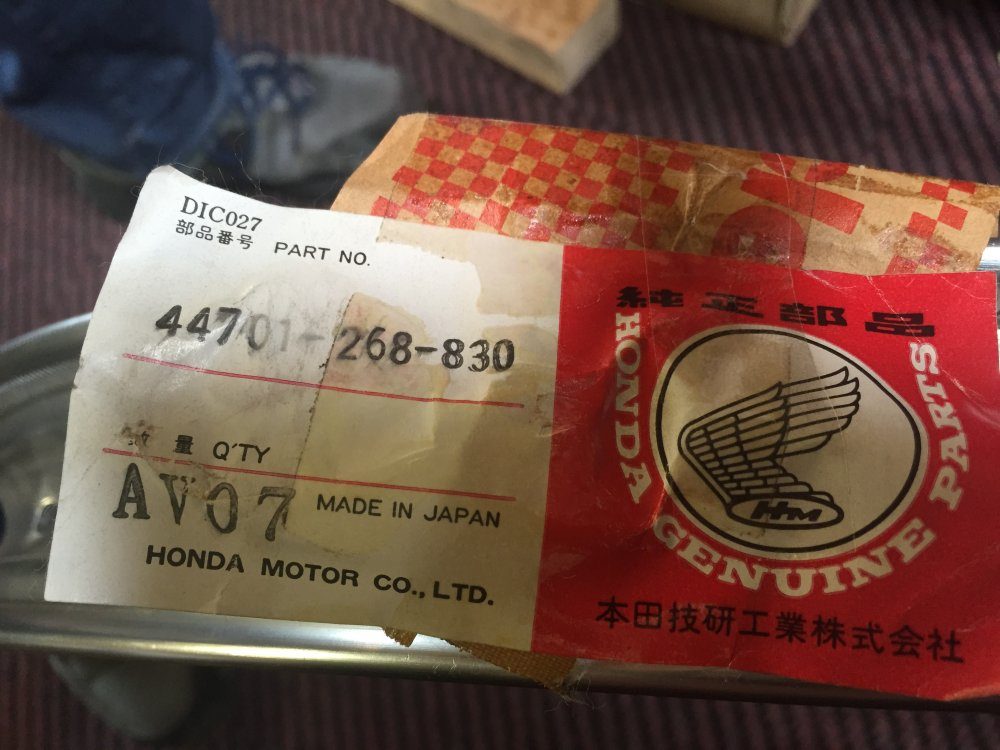 DIC027
部品番号 PART NO.
44701-268-830
量 Q'TY
AV07 MADE IN JAPAN
HONDA MOTOR CO., LTD.
純正部品
HONDA GENUINE PARTS
HM
本田技研工業株式会社